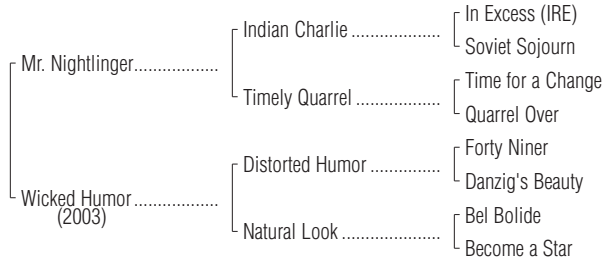 In Excess (IRE)
Indian Charlie ...................
Soviet Sojourn
Mr. Nightlinger..................
Time for a Change
Timely Quarrel ..................
Quarrel Over
Forty Niner
Distorted Humor ................
Danzig's Beauty
Wicked Humor..................
(2003)
Bel Bolide
Natural Look .....................
Become a Star